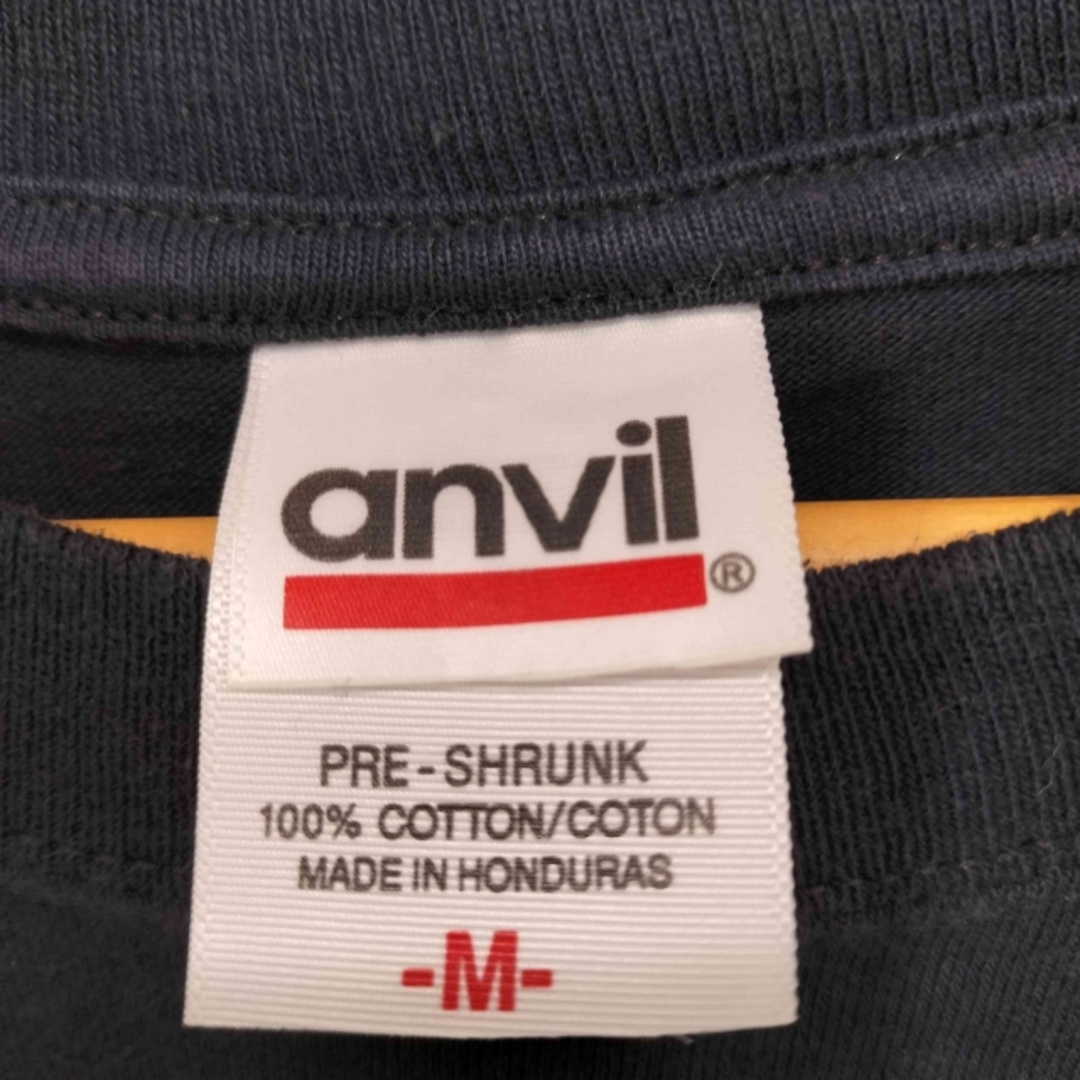 anvil®
PRE-SHRUNK
100% COTTON/COTON
MADE IN HONDURAS
-M-